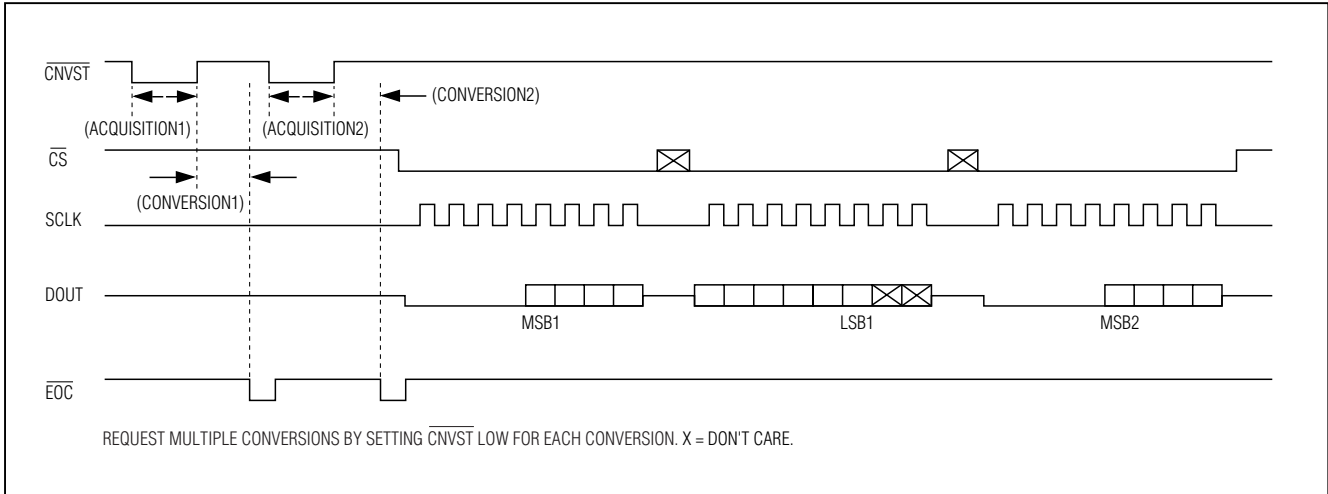 CNVST
(CONVERSION2)
(ACQUISITION1) (ACQUISITION2)
CS
(CONVERSION1)
SCLK
DOUT
MSB1 LSB1 MSB2
EOC
REQUEST MULTIPLE CONVERSIONS BY SETTING CNVST LOW FOR EACH CONVERSION. X = DON'T CARE.